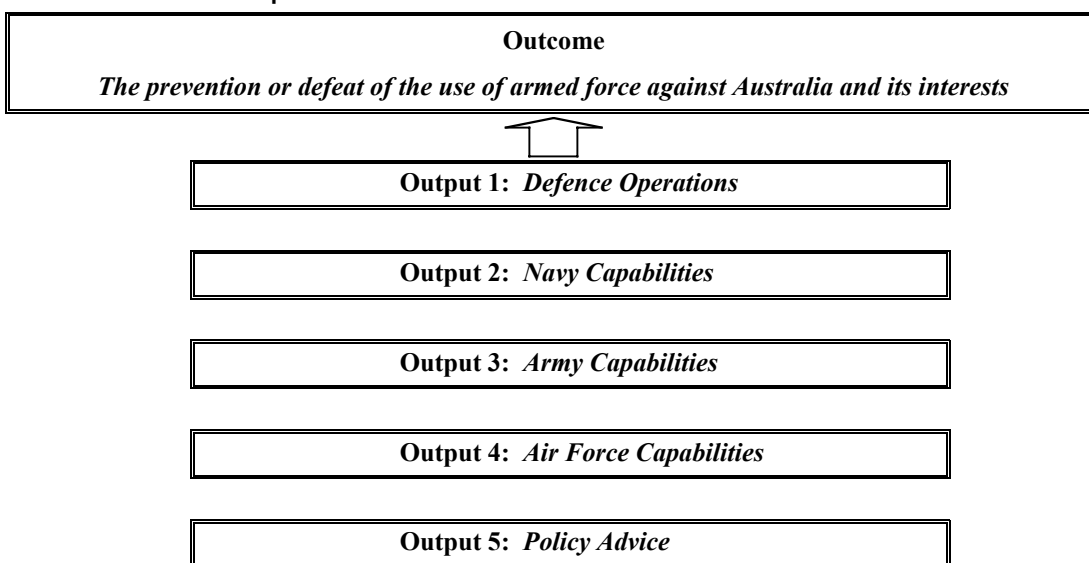 Outcome
The prevention or defeat of the use of armed force against Australia and its interests
Output 1: Defence Operations
Output 2: Navy Capabilities
Output 3: Army Capabilities
Output 4: Air Force Capabilities
Output 5: Policy Advice